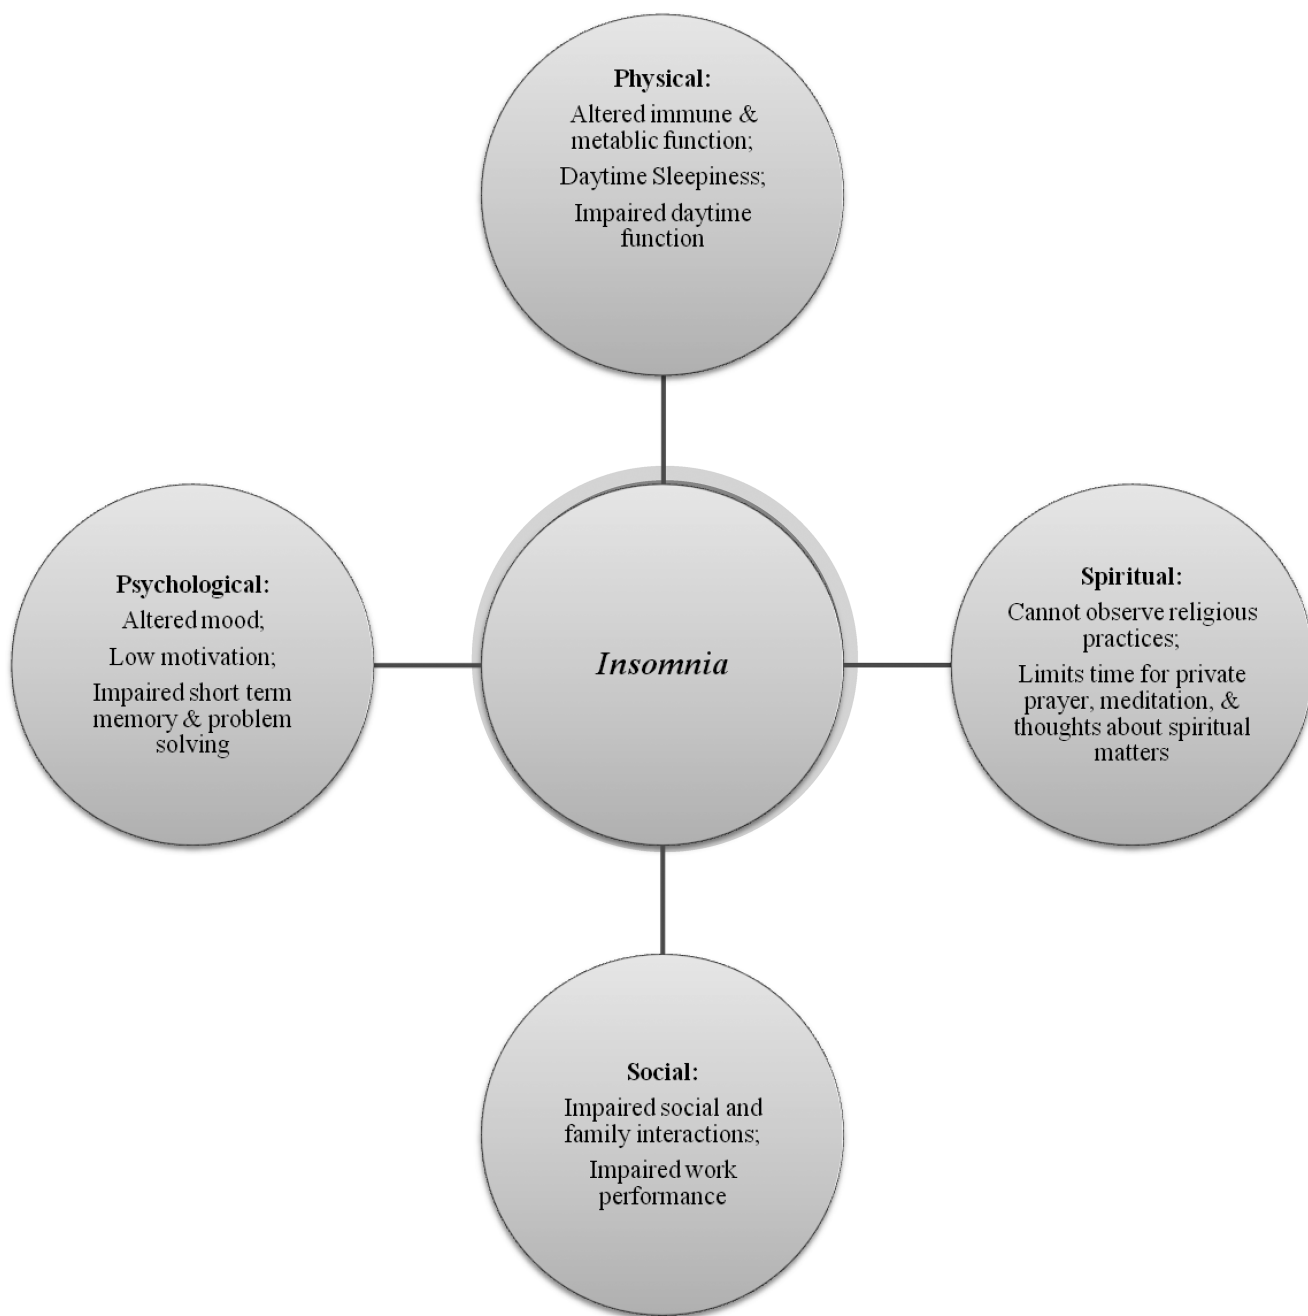 Physical:
Altered immune &
metablic function;
Daytime Sleepiness;
Impaired daytime
function
Psychological:
Altered mood;
Low motivation;
Impaired short term
memory & problem
solving
Insomnia
Spiritual:
Cannot observe religious
practices;
Limits time for private
prayer, meditation, &
thoughts about spiritual
matters
Social:
Impaired social and
family interactions;
Impaired work
performance